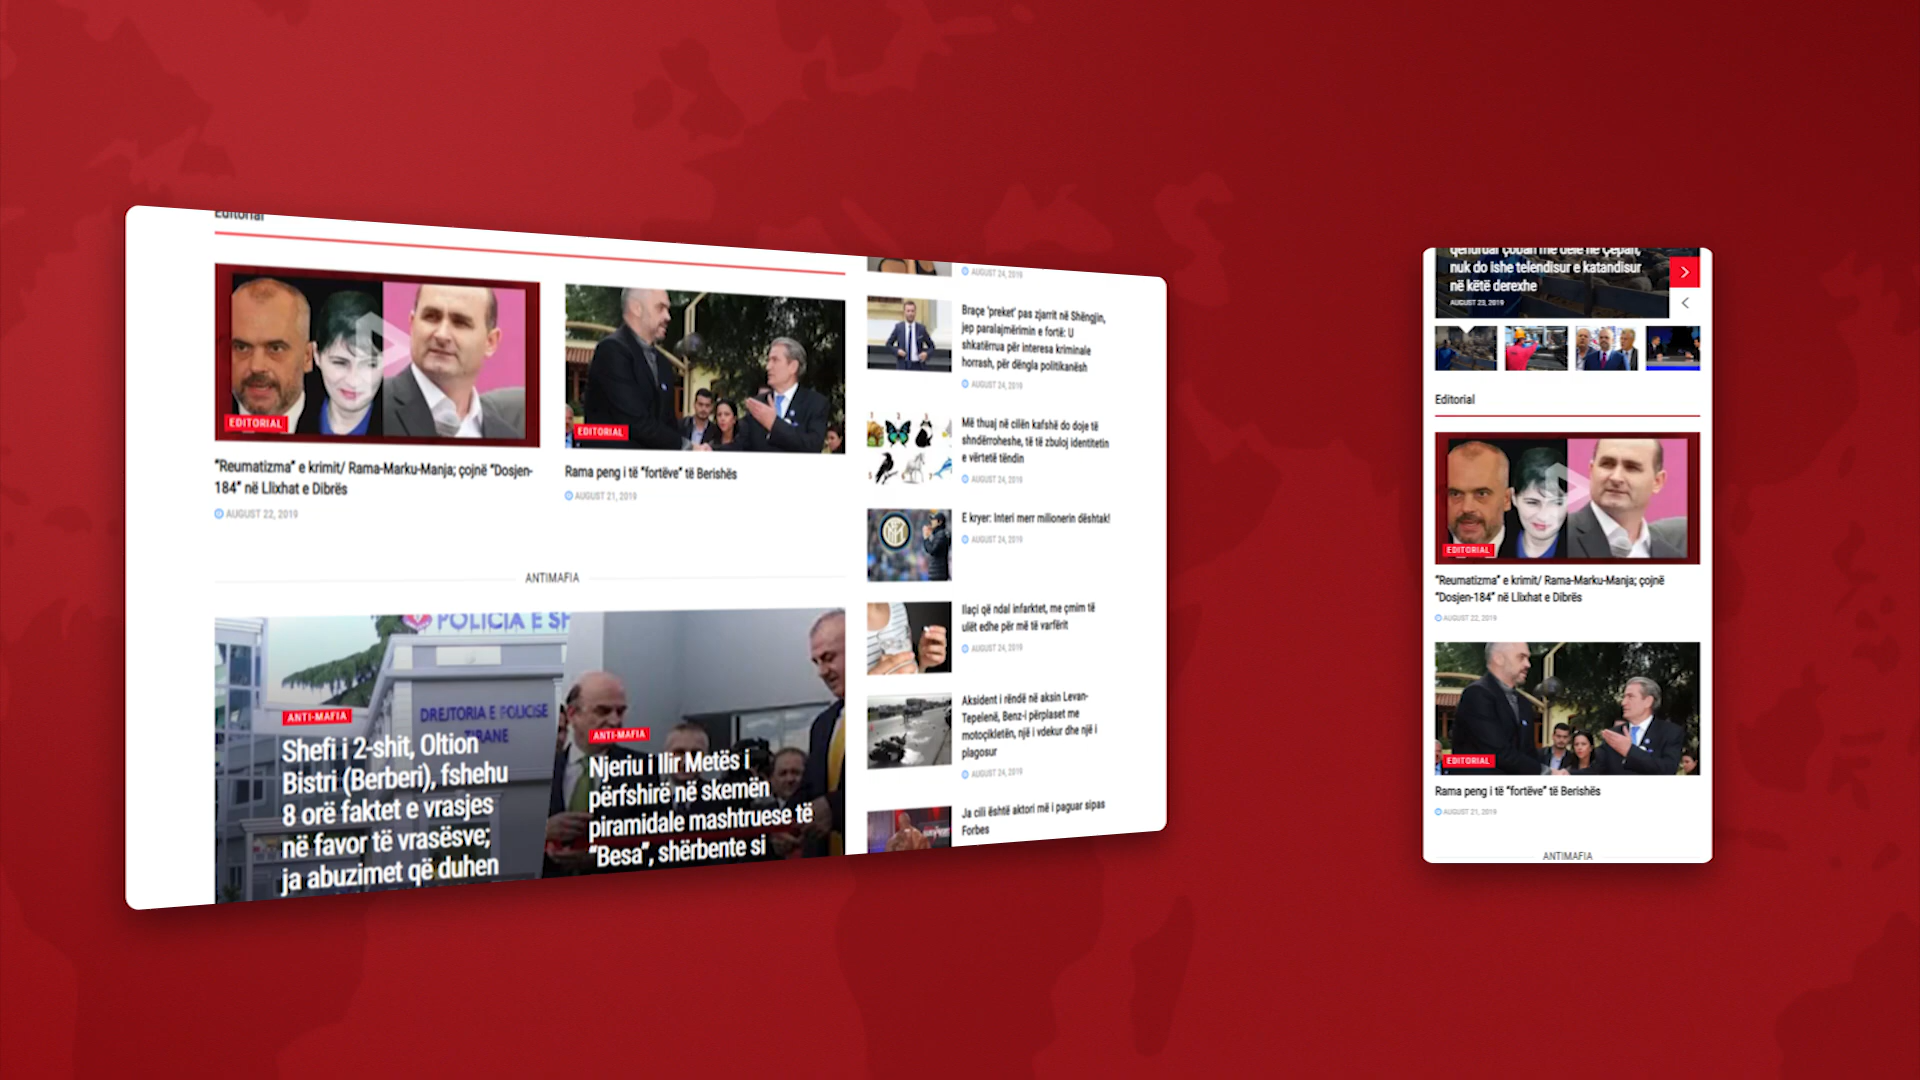 Editorial
EDITORIAL
“Reumatizma” e krimit/ Rama-Marku-Manja; çojnë “Dosjen-
184” në Llixhat e Dibrës
AUGUST 22, 2019
EDITORIAL
Rama peng i të “fortëve” të Berishës
AUGUST 21, 2019
ANTIMAFIA
POLICIA E SH
DREJTORIA E POLICISE
TIRANE
ANTI-MAFIA
Shefi i 2-shit, Oltion
Bistri (Berberi), fshehu
8 orë faktet e vrasjes
në favor të vrasësve;
ja abuzimet që duhen
ANTI-MAFIA
Njeriu i Ilir Metës i
përfshirë në skemën
piramidale mashtruese të
“Besa”, shërbente si
AUGUST 24, 2019
Braçe ‘preket’ pas zjarrit në Shëngjin,
jep paralajmërimin e fortë: U
shkatërrua për interesa kriminale
horrash, për dëngla politikanësh
AUGUST 24, 2019
Më thuaj në cilën kafshë do doje të
shndërroheshe, të të zbuloj identitetin
e vërtetë tëndin
AUGUST 24, 2019
E kryer: Interi merr milionerin dështak!
AUGUST 24, 2019
Ilaçi që ndal infarktet, me çmim të
ulët edhe për më të varfërit
AUGUST 24, 2019
Aksident i rëndë në aksin Levan-
Tepelenë, Benz-i përplaset me
motoçikletën, një i vdekur dhe një i
plagosur
AUGUST 24, 2019
Ja cili është aktori më i paguar sipas
Forbes
qendruar çoban me dele në Çepan,
nuk do ishe telendisur e katandisur
në këtë derexhe
AUGUST 23, 2019
Editorial
EDITORIAL
“Reumatizma” e krimit/ Rama-Marku-Manja; çojnë
“Dosjen-184” në Llixhat e Dibrës
AUGUST 22, 2019
EDITORIAL
Rama peng i të “fortëve” të Berishës
AUGUST 21, 2019
ANTIMAFIA